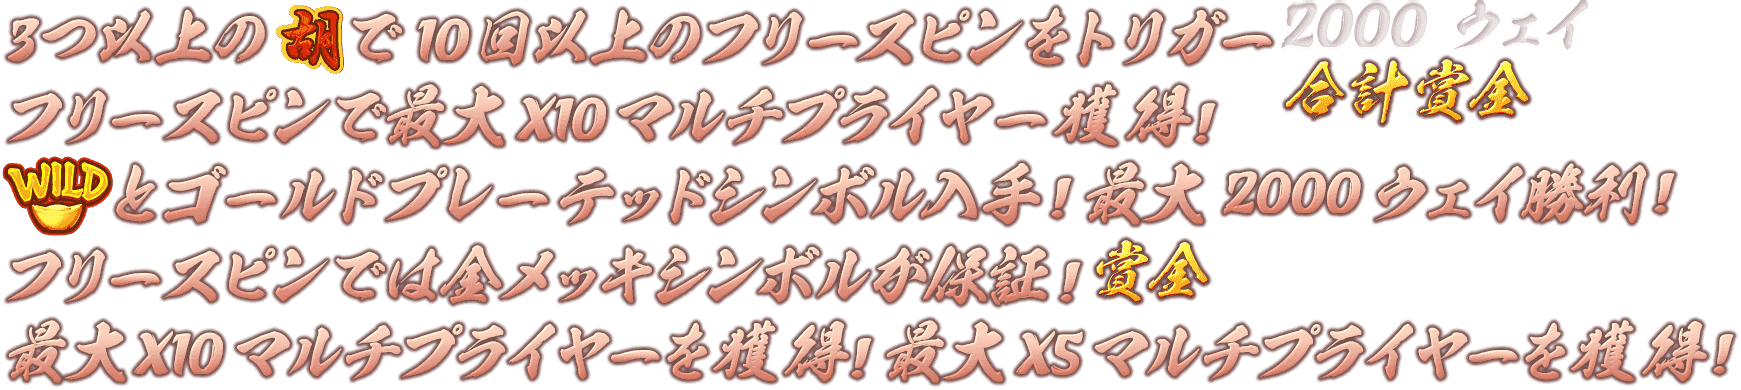 3つ以上の胡で10回以上のフリースピンをトリガー
2000 ウェイ
合計賞金
フリースピンで最大X10マルチプライヤー獲得!
WILDとゴールドプレーテッドシンボル入手!最大2000ウェイ勝利!
フリースピンでは金メッキシンボルが保証!
賞金
最大X10マルチプライヤーを獲得!
最大X5マルチプライヤーを獲得!